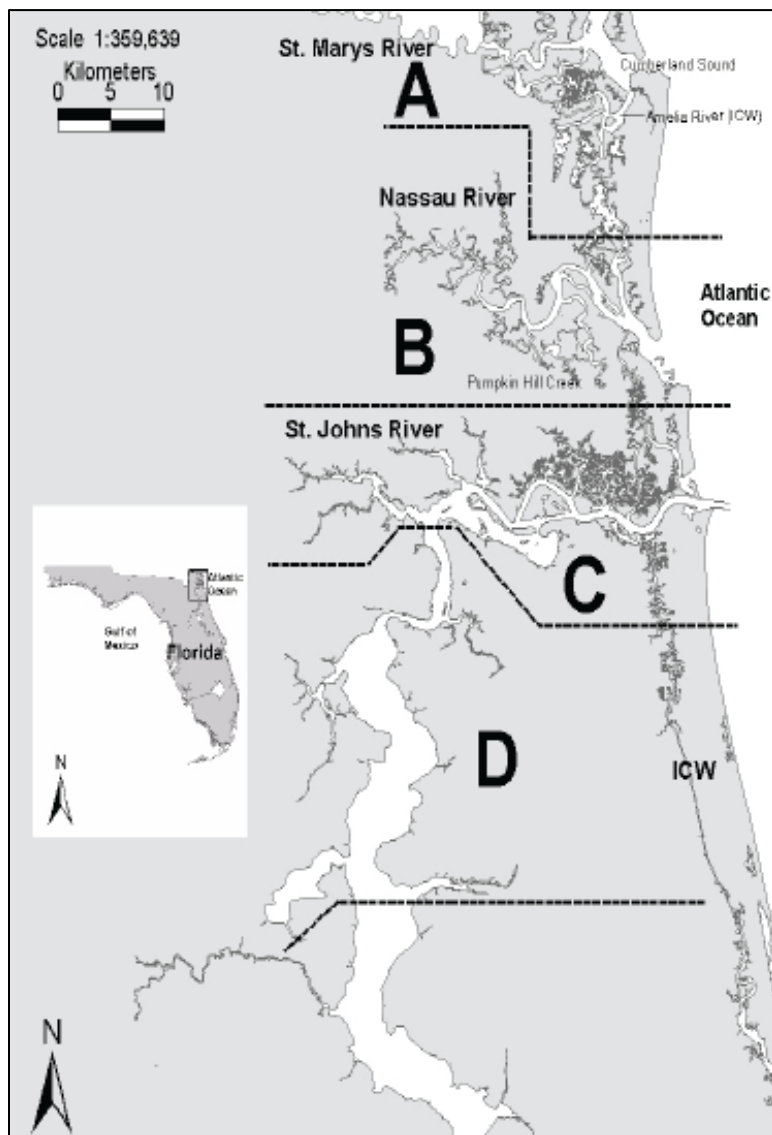 Scale 1:359,639
Kilometers
0 5 10
St. Marys River
Cumberland Sound
A
Amelia River (ICW)
Nassau River
Atlantic
Ocean
B
Pumpkin Hill Creek
St. Johns River
C
Atlantic
Ocean
Gulf of
Mexico
Florida
N
D
ICW
N